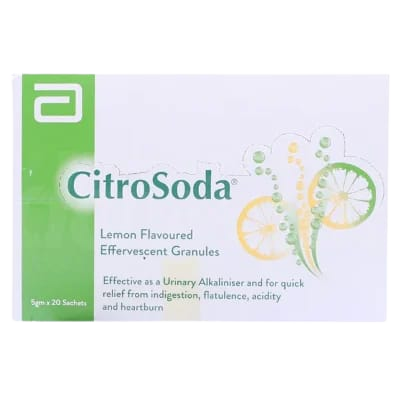 CitroSoda®
Lemon Flavoured
Effervescent Granules
Effective as a Urinary Alkaliniser and for quick
relief from indigestion, flatulence, acidity
and heartburn
5gm x 20 Sachets